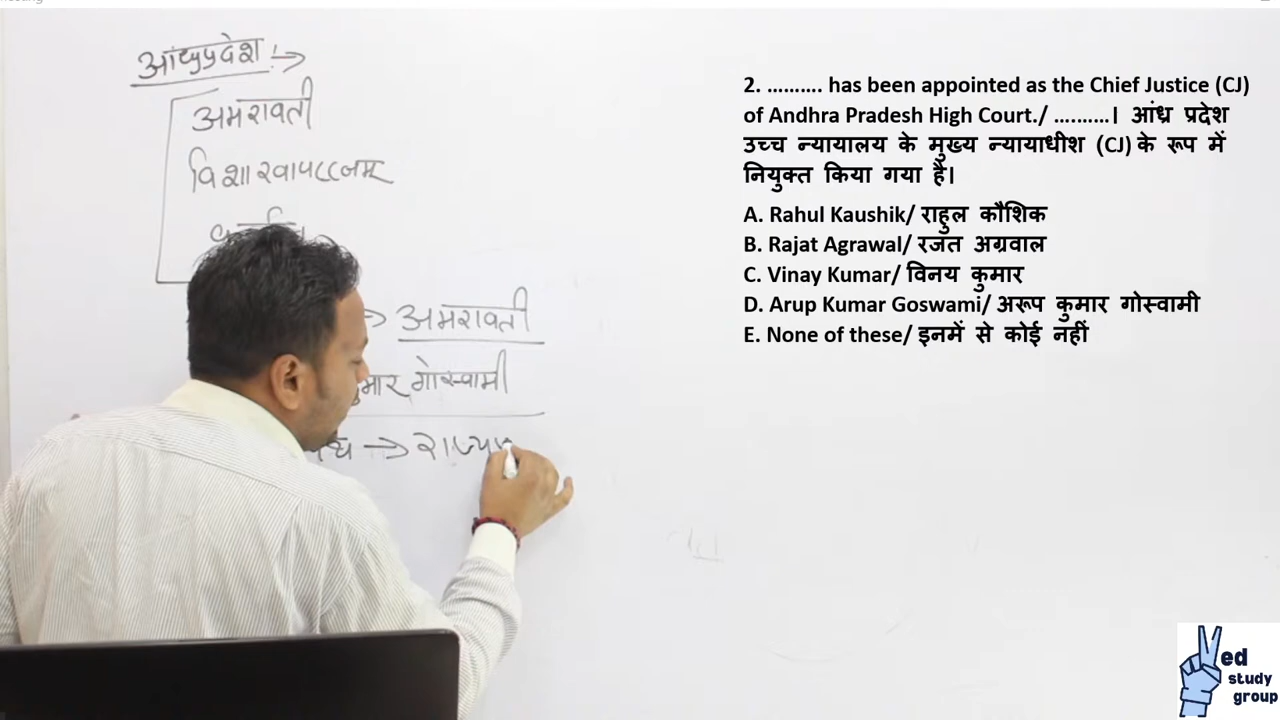 आंध्रप्रदेश :→
अमरावती
विशाखापट्टनम्
→ अमरावती
कुमार गोस्वामी
→ राज्यप
2. ………. has been appointed as the Chief Justice (CJ)
of Andhra Pradesh High Court./ ….……। आंध्र प्रदेश
उच्च न्यायालय के मुख्य न्यायाधीश (CJ) के रूप में
नियुक्त किया गया है।
A. Rahul Kaushik/ राहुल कौशिक
B. Rajat Agrawal/ रजत अग्रवाल
C. Vinay Kumar/ विनय कुमार
D. Arup Kumar Goswami/ अरूप कुमार गोस्वामी
E. None of these/ इनमें से कोई नहीं
Ved
study
group